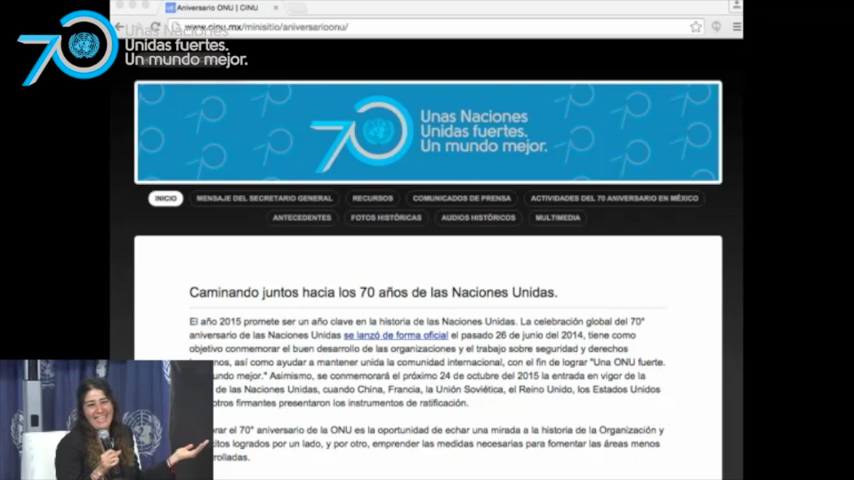 Aniversario ONU | CINU
www.cinu.mx/minisitio/aniversarioonu/
70
Unas Naciones
Unidas fuertes.
Un mundo mejor.
70
Unas Naciones
Unidas fuertes.
Un mundo mejor.
INICIO MENSAJE DEL SECRETARIO GENERAL RECURSOS COMUNICADOS DE PRENSA ACTIVIDADES DEL 70 ANIVERSARIO EN MÉXICO
ANTECEDENTES FOTOS HISTÓRICAS AUDIOS HISTÓRICOS MULTIMEDIA
Caminando juntos hacia los 70 años de las Naciones Unidas.
El año 2015 promete ser un año clave en la historia de las Naciones Unidas. La celebración global del 70°
aniversario de las Naciones Unidas se lanzó de forma oficial el pasado 26 de junio del 2014, tiene como
objetivo conmemorar el buen desarrollo de las organizaciones y el trabajo sobre seguridad y derechos
así como ayudar a mantener unida la comunidad internacional, con el fin de lograr "Una ONU fuerte.
mundo mejor." Asimismo, se conmemorará el próximo 24 de octubre del 2015 la entrada en vigor de la
de las Naciones Unidas, cuando China, Francia, la Unión Soviética, el Reino Unido, los Estados Unidos
otros firmantes presentaron los instrumentos de ratificación.
el 70° aniversario de la ONU es la oportunidad de echar una mirada a la historia de la Organización y
logrados por un lado, y por otro, emprender las medidas necesarias para fomentar las áreas menos